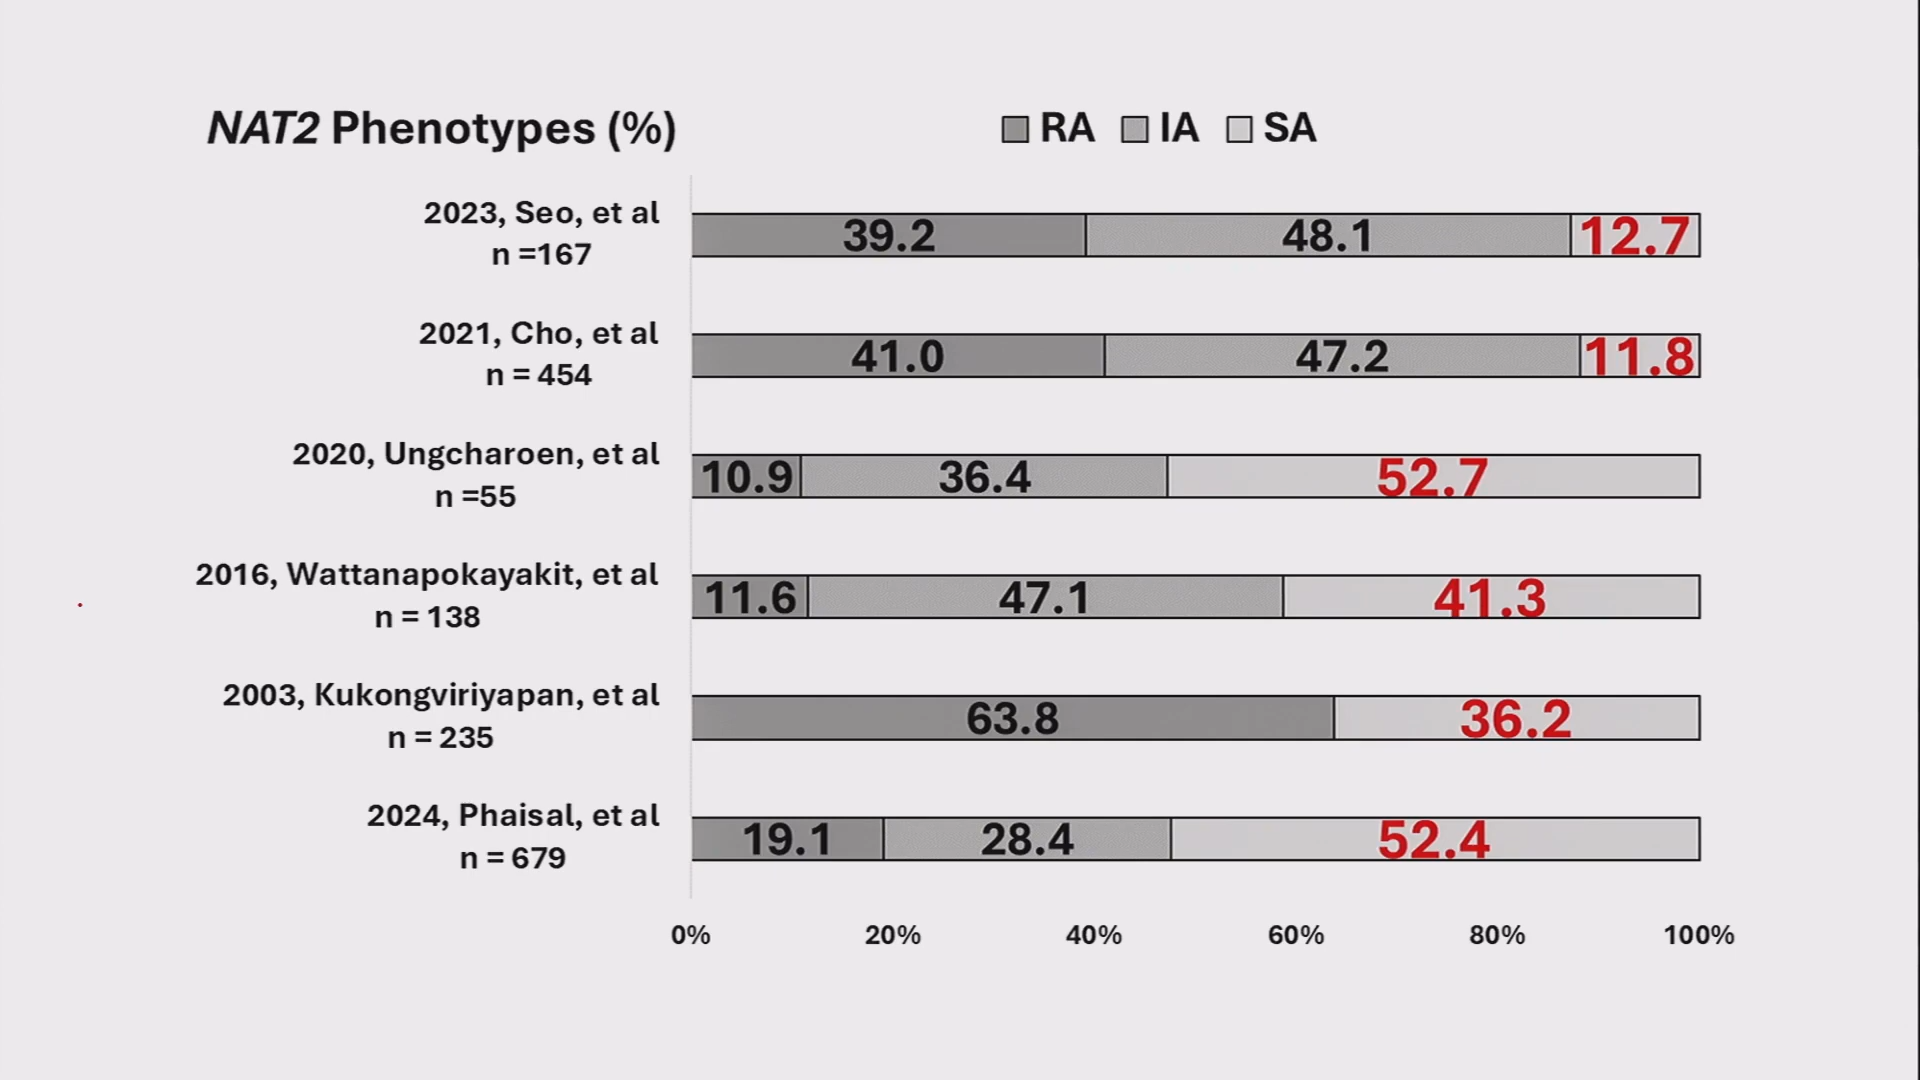 NAT2 Phenotypes (%)
RA IA SA
2023, Seo, et al
n =167
39.2 48.1 12.7
2021, Cho, et al
n = 454
41.0 47.2 11.8
2020, Ungcharoen, et al
n =55
10.9 36.4 52.7
2016, Wattanapokayakit, et al
n = 138
11.6 47.1 41.3
2003, Kukongviriyapan, et al
n = 235
63.8 36.2
2024, Phaisal, et al
n = 679
19.1 28.4 52.4
0% 20% 40% 60% 80% 100%